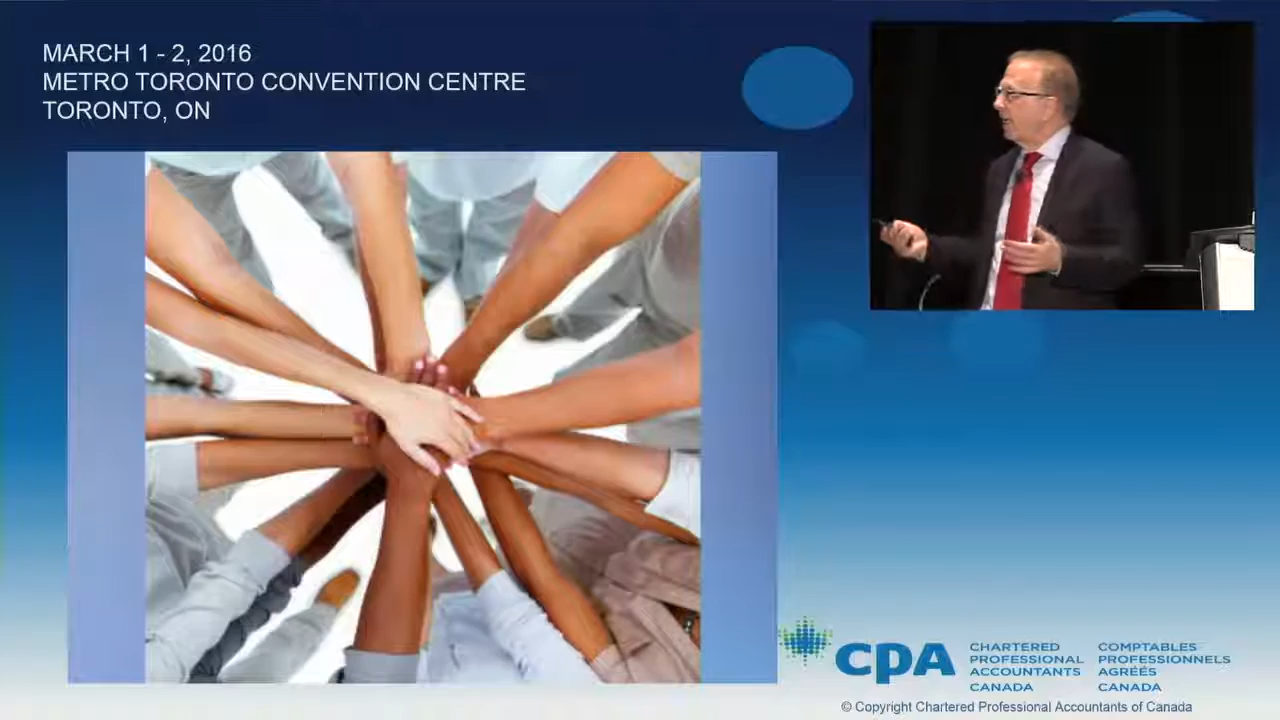 MARCH 1 - 2, 2016
METRO TORONTO CONVENTION CENTRE
TORONTO, ON
CPA
CHARTERED
PROFESSIONAL
ACCOUNTANTS
CANADA
COMPTABLES
PROFESSIONNELS
AGRÉÉS
CANADA
© Copyright Chartered Professional Accountants of Canada